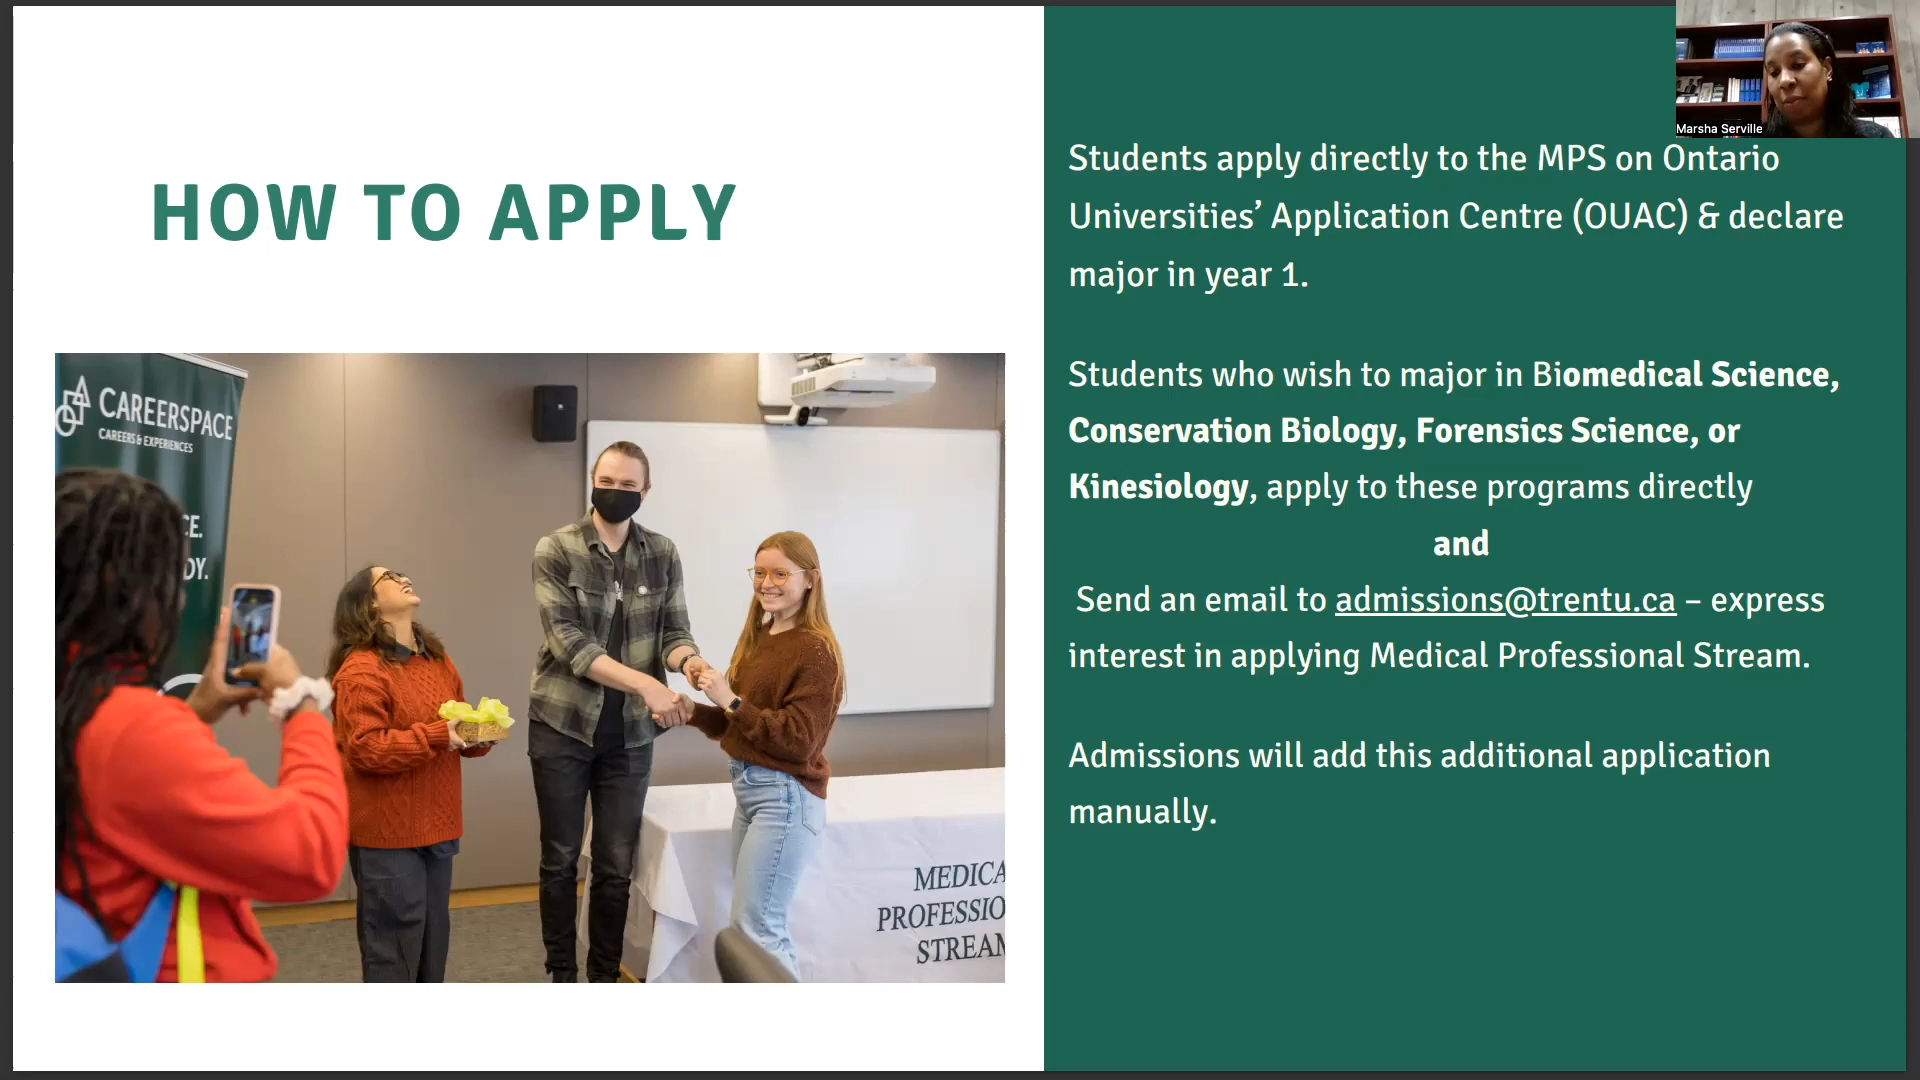 Marsha Serville
HOW TO APPLY
CAREERSPACE
CAREERS & EXPERIENCES
CE.
DY.
MEDICA
PROFESSIO
STREAM
Students apply directly to the MPS on Ontario
Universities’ Application Centre (OUAC) & declare
major in year 1.
Students who wish to major in Biomedical Science,
Conservation Biology, Forensics Science, or
Kinesiology, apply to these programs directly
and
Send an email to admissions@trentu.ca – express
interest in applying Medical Professional Stream.
Admissions will add this additional application
manually.